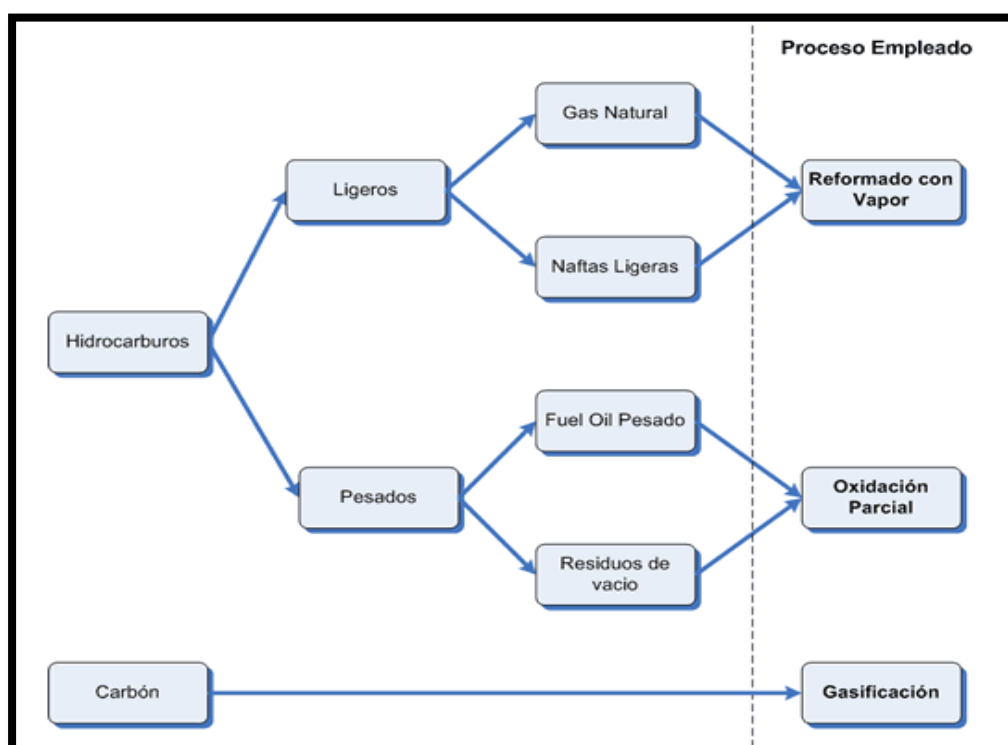 Proceso Empleado
Gas Natural
Ligeros
Reformado con
Vapor
Naftas Ligeras
Hidrocarburos
Fuel Oil Pesado
Pesados
Oxidación
Parcial
Residuos de
vacio
Carbón
Gasificación